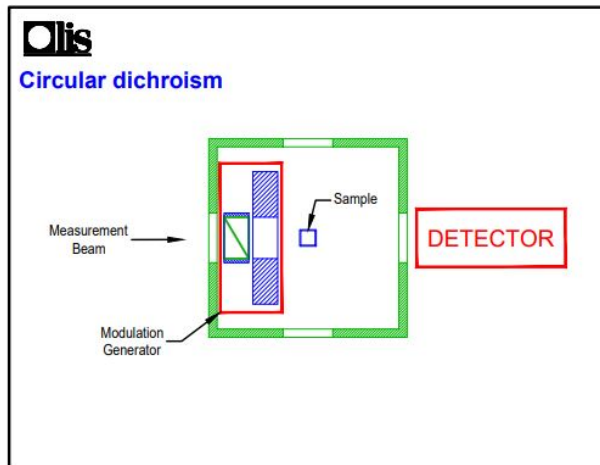 Olis
Circular dichroism
Sample
Measurement
Beam
DETECTOR
Modulation
Generator